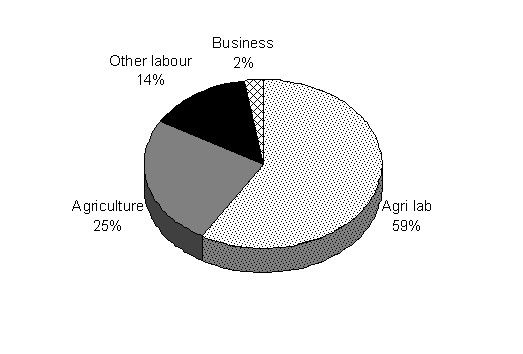 Business
2%
Other labour
14%
Agriculture
25%
Agri lab
59%